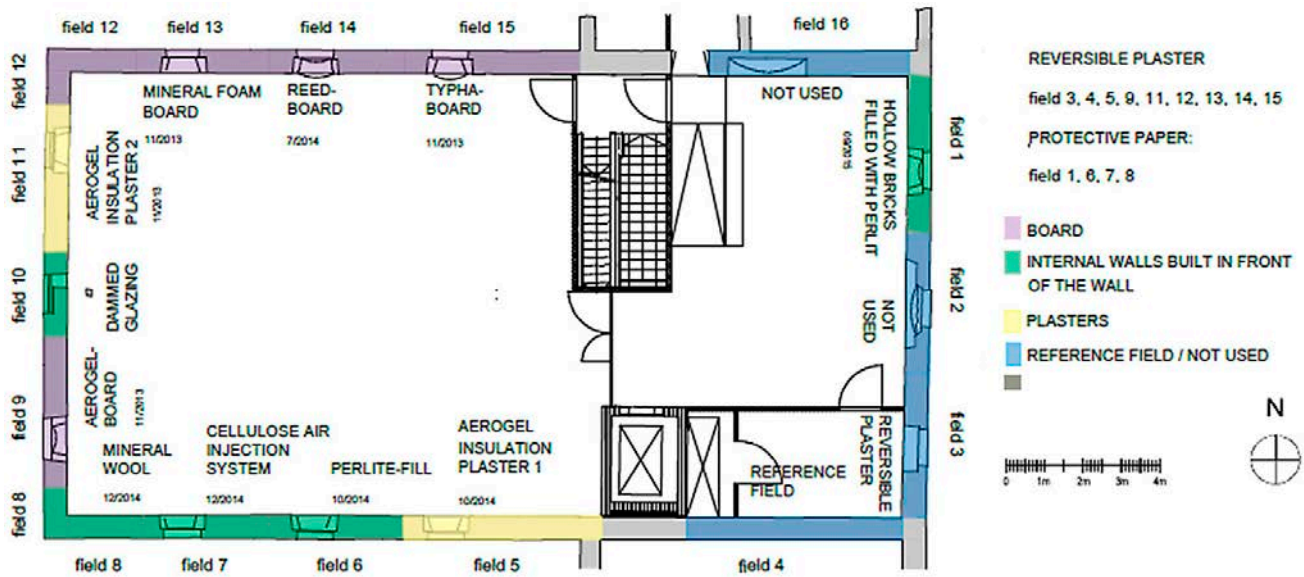 field 12
field 13
field 14
field 15
field 16
field 12
field 11
field 10
field 9
field 8
MINERAL FOAM
BOARD
11/2013
REED-
BOARD
7/2014
TYPHA-
BOARD
11/2013
NOT USED
HOLLOW BRICKS
FILLED WITH PERLIT
09/2015
field 1
field 2
field 3
AEROGEL
INSULATION
PLASTER 2
11/2013
DAMMED
GLAZING
AEROGEL-
BOARD
11/2013
NOT
USED
MINERAL
WOOL
12/2014
CELLULOSE AIR
INJECTION
SYSTEM
12/2014
PERLITE-FILL
10/2014
AEROGEL
INSULATION
PLASTER 1
10/2014
REFERENCE
FIELD
REVERSIBLE
PLASTER
field 8
field 7
field 6
field 5
field 4
REVERSIBLE PLASTER
field 3, 4, 5, 9, 11, 12, 13, 14, 15
PROTECTIVE PAPER:
field 1, 6, 7, 8
BOARD
INTERNAL WALLS BUILT IN FRONT
OF THE WALL
PLASTERS
REFERENCE FIELD / NOT USED
N
0 1m 2m 3m 4m